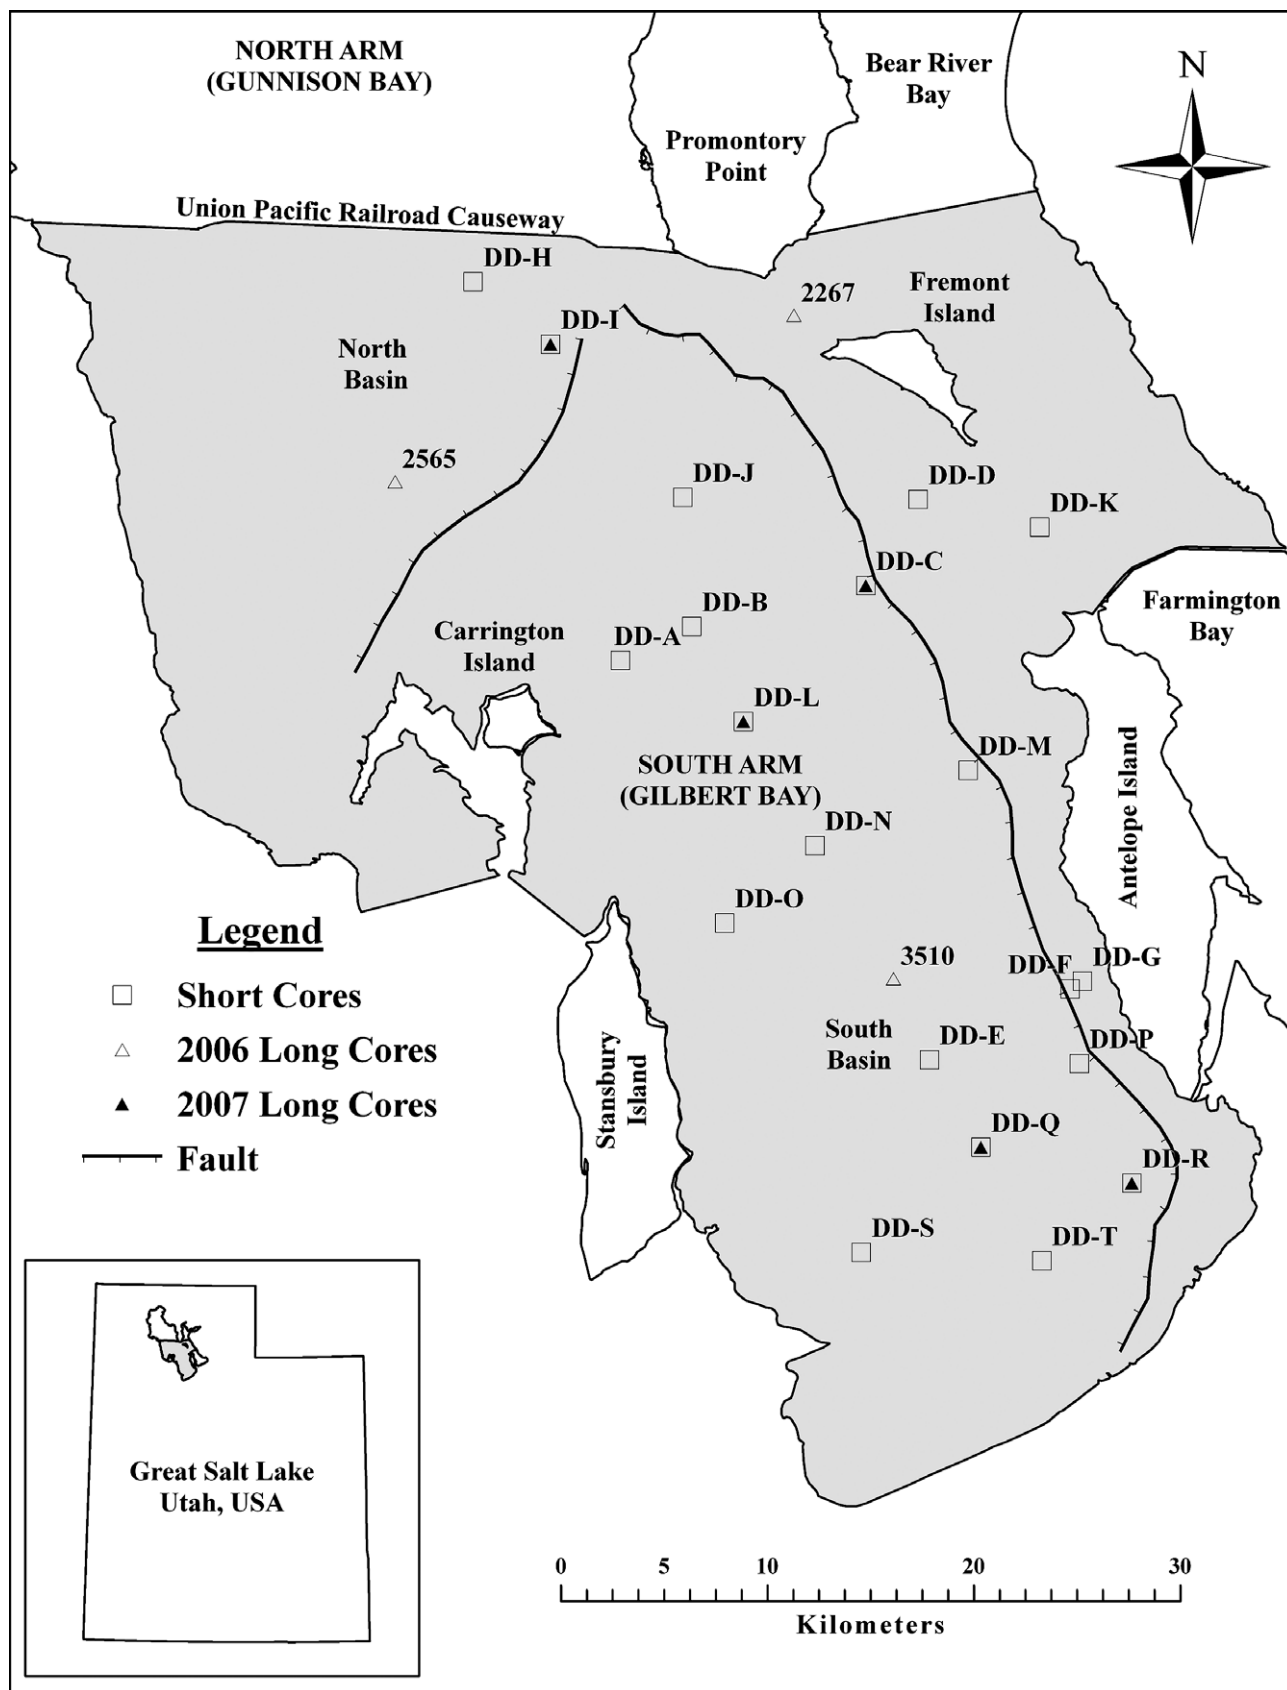 NORTH ARM
(GUNNISON BAY)
Bear River
Bay
N
Promontory
Point
Union Pacific Railroad Causeway
DD-H
2267
Fremont
Island
DD-I
North
Basin
2565
DD-J
DD-D
DD-K
DD-C
Farmington
Bay
DD-B
Carrington
Island
DD-A
DD-L
SOUTH ARM
(GILBERT BAY)
DD-M
Antelope Island
DD-N
DD-O
Legend
3510
DD-F
DD-G
Short Cores
South
Basin
DD-E
DD-P
Stansbury
Island
2006 Long Cores
2007 Long Cores
DD-Q
Fault
DD-R
DD-S
DD-T
Great Salt Lake
Utah, USA
0 5 10 20 30
Kilometers